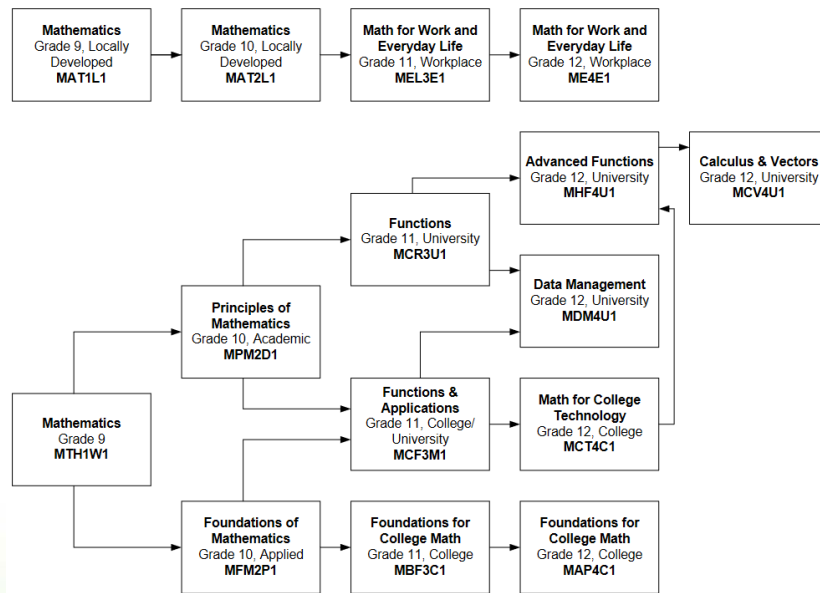 Mathematics
Grade 9, Locally
Developed
MAT1L1
Mathematics
Grade 10, Locally
Developed
MAT2L1
Math for Work and
Everyday Life
Grade 11, Workplace
MEL3E1
Math for Work and
Everyday Life
Grade 12, Workplace
ME4E1
Advanced Functions
Grade 12, University
MHF4U1
Calculus & Vectors
Grade 12, University
MCV4U1
Functions
Grade 11, University
MCR3U1
Data Management
Grade 12, University
MDM4U1
Principles of
Mathematics
Grade 10, Academic
MPM2D1
Functions &
Applications
Grade 11, College/
University
MCF3M1
Math for College
Technology
Grade 12, College
MCT4C1
Mathematics
Grade 9
MTH1W1
Foundations of
Mathematics
Grade 10, Applied
MFM2P1
Foundations for
College Math
Grade 11, College
MBF3C1
Foundations for
College Math
Grade 12, College
MAP4C1